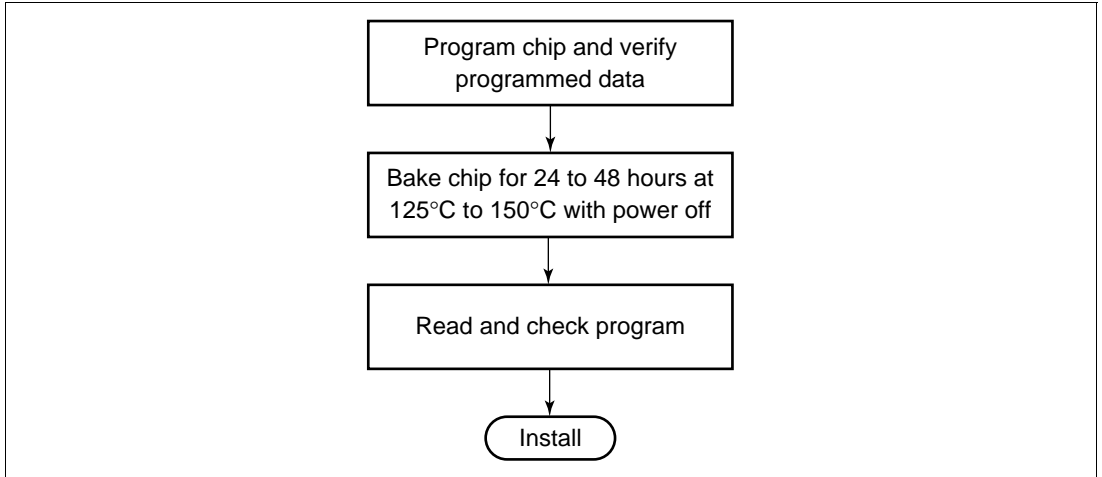 Program chip and verify
programmed data
Bake chip for 24 to 48 hours at
125°C to 150°C with power off
Read and check program
Install